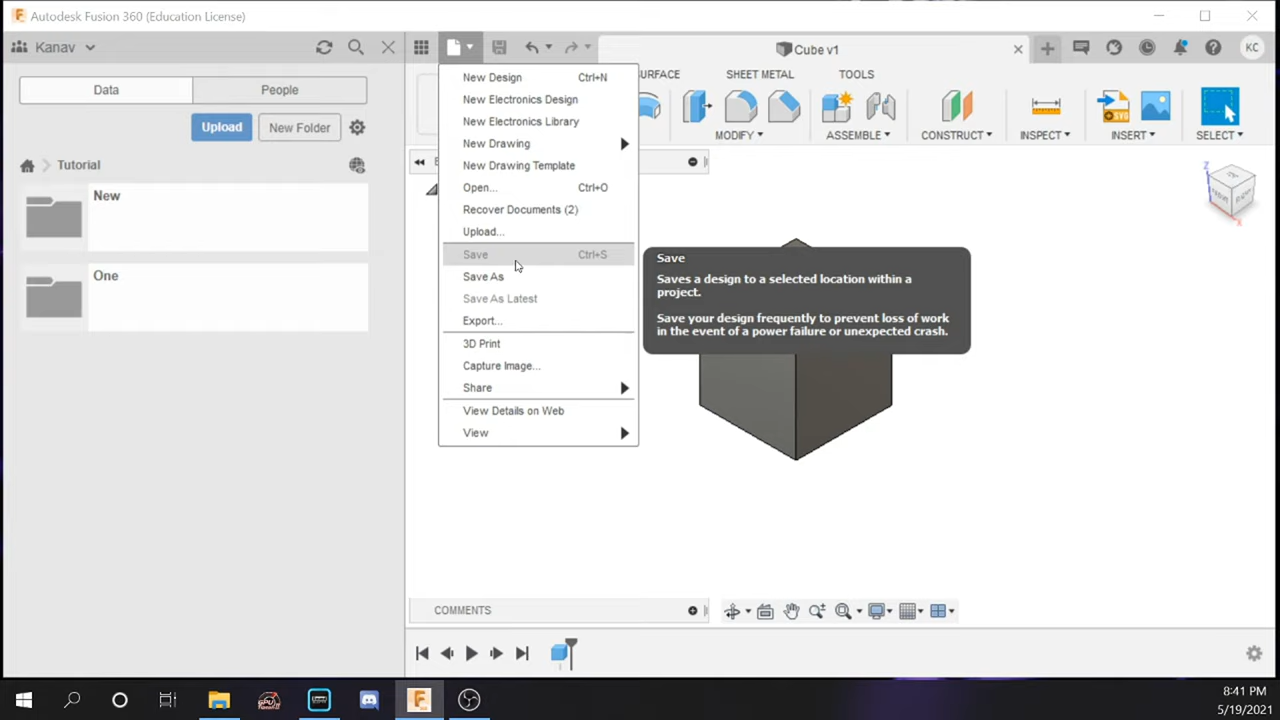 Autodesk Fusion 360 (Education License)
Kanav
Cube v1
KC
Data
People
Upload
New Folder
Tutorial
New
One
SURFACE
SHEET METAL
TOOLS
MODIFY
ASSEMBLE
CONSTRUCT
INSPECT
INSERT
SELECT
New Design Ctrl+N
New Electronics Design
New Electronics Library
New Drawing
New Drawing Template
Open... Ctrl+O
Recover Documents (2)
Upload...
Save Ctrl+S
Save As
Save As Latest
Export...
3D Print
Capture Image...
Share
View Details on Web
View
Save
Saves a design to a selected location within a
project.
Save your design frequently to prevent loss of work
in the event of a power failure or unexpected crash.
Z
X
COMMENTS
8:41 PM
5/19/2021